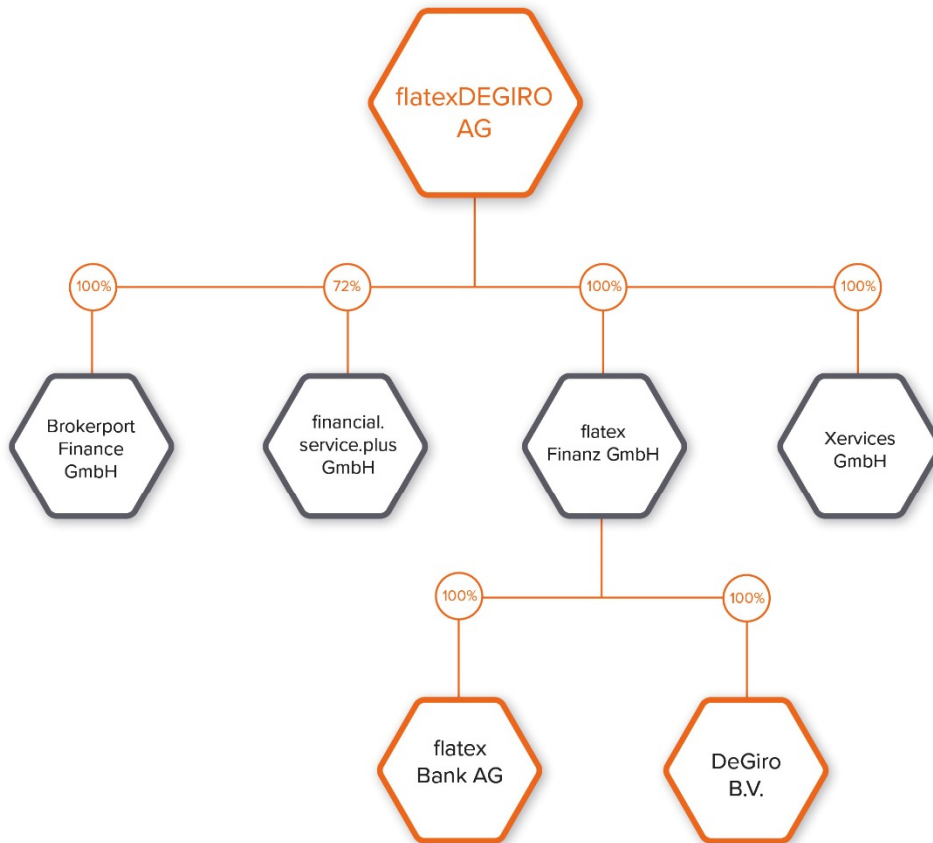 flatexDEGIRO
AG
100%
72%
100%
100%
Brokerport
Finance
GmbH
financial.
service.plus
GmbH
flatex
Finanz GmbH
Xervices
GmbH
100%
100%
flatex
Bank AG
DeGiro
B.V.